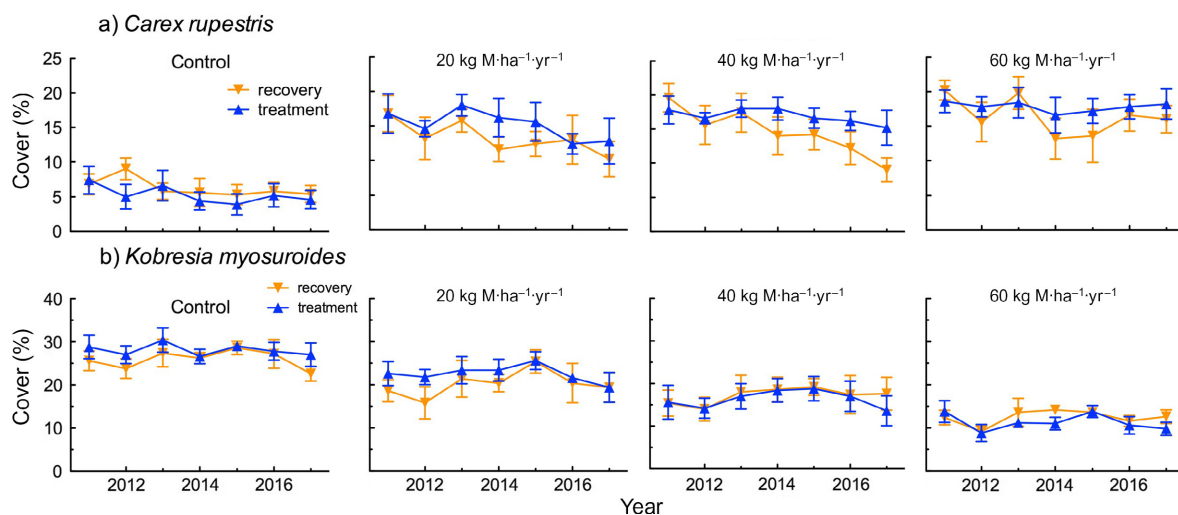 a) Carex rupestris
Control
20 kg M·ha⁻¹·yr⁻¹
40 kg M·ha⁻¹·yr⁻¹
60 kg M·ha⁻¹·yr⁻¹
recovery
treatment
Cover (%)
25
20
15
10
5
0
b) Kobresia myosuroides
Control
20 kg M·ha⁻¹·yr⁻¹
40 kg M·ha⁻¹·yr⁻¹
60 kg M·ha⁻¹·yr⁻¹
recovery
treatment
Cover (%)
40
30
20
10
0
2012 2014 2016 2012 2014 2016 2012 2014 2016 2012 2014 2016
Year